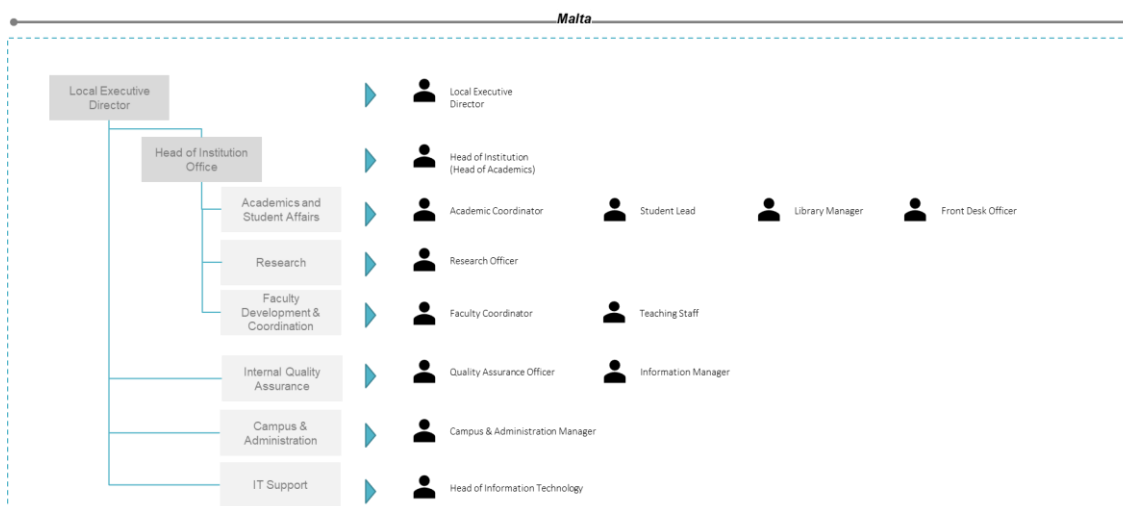 Malta
Local Executive
Director
Local Executive
Director
Head of Institution
Office
Head of Institution
(Head of Academics)
Academics and
Student Affairs
Academic Coordinator
Student Lead
Library Manager
Front Desk Officer
Research
Research Officer
Faculty
Development &
Coordination
Faculty Coordinator
Teaching Staff
Internal Quality
Assurance
Quality Assurance Officer
Information Manager
Campus &
Administration
Campus & Administration Manager
IT Support
Head of Information Technology